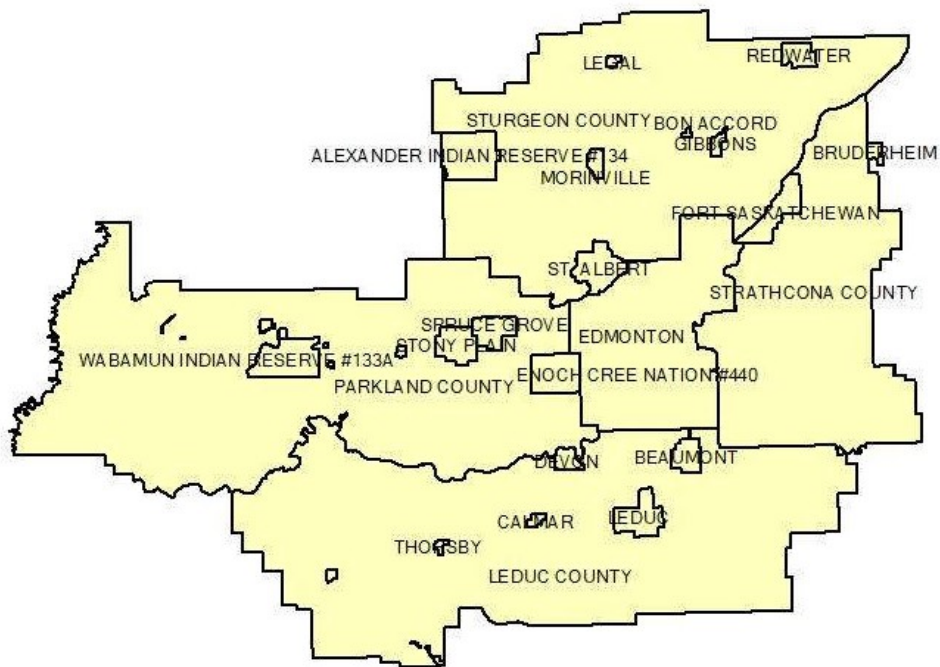 REDWATER
LEGAL
STURGEON COUNTY
BON ACCORD
GIBBONS
ALEXANDER INDIAN RESERVE #134
BRUDERHEIM
MORINVILLE
FORT SASKATCHEWAN
ST. ALBERT
STRATHCONA COUNTY
SPRUCE GROVE
EDMONTON
STONY PLAIN
WABAMUN INDIAN RESERVE #133A
ENOCH CREE NATION #440
PARKLAND COUNTY
DEVON
BEAUMONT
CALMAR
LEDUC
THORSBY
LEDUC COUNTY